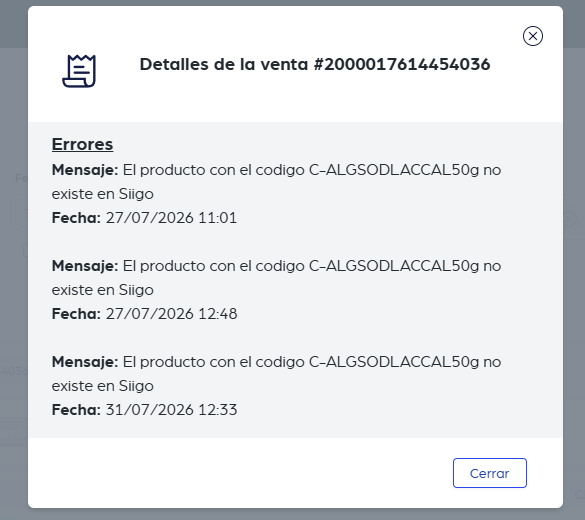 Detalles de la venta #2000017614454036
Errores
Mensaje: El producto con el codigo C-ALGSODLACCAL50g no
existe en Siigo
Fecha: 27/07/2026 11:01
Mensaje: El producto con el codigo C-ALGSODLACCAL50g no
existe en Siigo
Fecha: 27/07/2026 12:48
Mensaje: El producto con el codigo C-ALGSODLACCAL50g no
existe en Siigo
Fecha: 31/07/2026 12:33
Cerrar